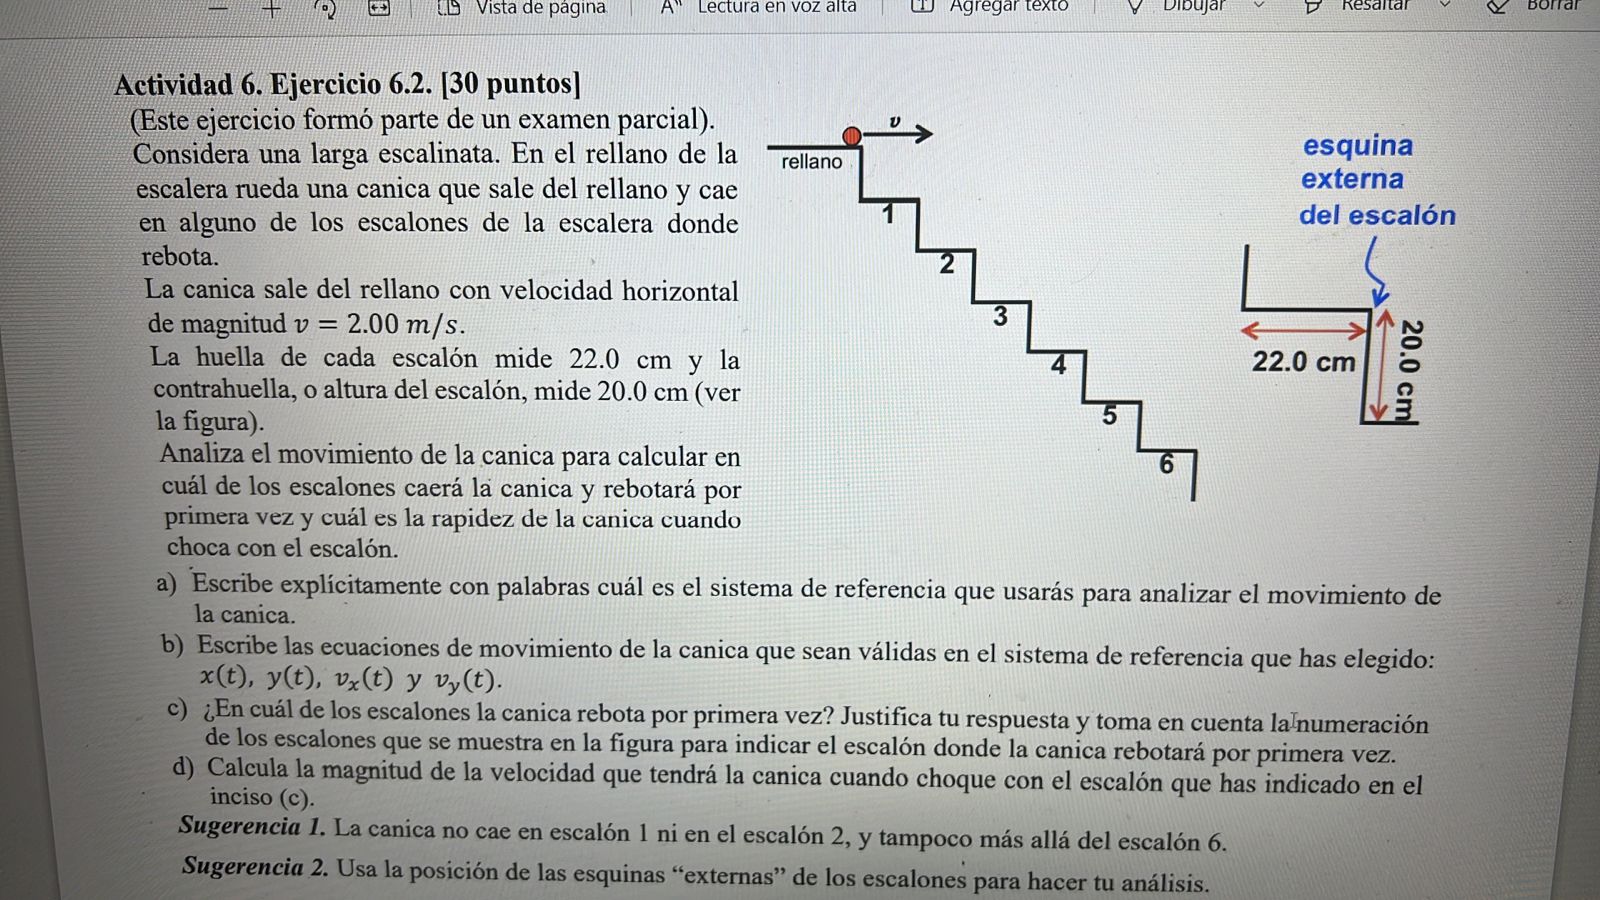 Vista de página
Lectura en voz alta
Agregar texto
Dibujar
Resaltar
Borrar
Actividad 6. Ejercicio 6.2. [30 puntos]
(Este ejercicio formó parte de un examen parcial).
Considera una larga escalinata. En el rellano de la
escalera rueda una canica que sale del rellano y cae
en alguno de los escalones de la escalera donde
rebota.
La canica sale del rellano con velocidad horizontal
de magnitud v = 2.00 m/s.
La huella de cada escalón mide 22.0 cm y la
contrahuella, o altura del escalón, mide 20.0 cm (ver
la figura).
Analiza el movimiento de la canica para calcular en
cuál de los escalones caerá la canica y rebotará por
primera vez y cuál es la rapidez de la canica cuando
choca con el escalón.
v
rellano
1
2
3
4
5
6
esquina
externa
del escalón
22.0 cm
20.0 cm
a) Escribe explícitamente con palabras cuál es el sistema de referencia que usarás para analizar el movimiento de
la canica.
b) Escribe las ecuaciones de movimiento de la canica que sean válidas en el sistema de referencia que has elegido:
x(t), y(t), vx(t) y vy(t).
c) ¿En cuál de los escalones la canica rebota por primera vez? Justifica tu respuesta y toma en cuenta la numeración
de los escalones que se muestra en la figura para indicar el escalón donde la canica rebotará por primera vez.
d) Calcula la magnitud de la velocidad que tendrá la canica cuando choque con el escalón que has indicado en el
inciso (c).
Sugerencia 1. La canica no cae en escalón 1 ni en el escalón 2, y tampoco más allá del escalón 6.
Sugerencia 2. Usa la posición de las esquinas “externas” de los escalones para hacer tu análisis.